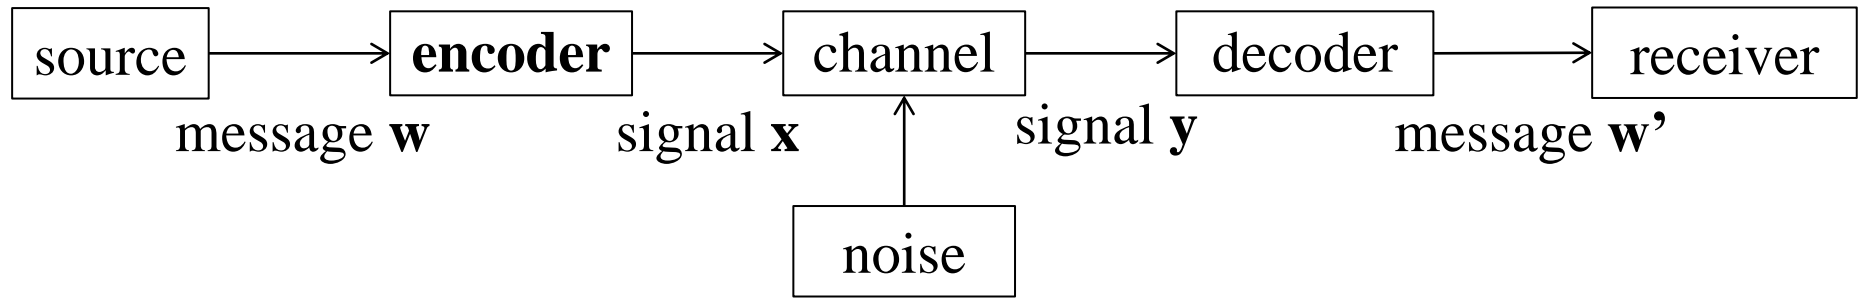 source
encoder
channel
decoder
receiver
message w
signal x
signal y
message w’
noise